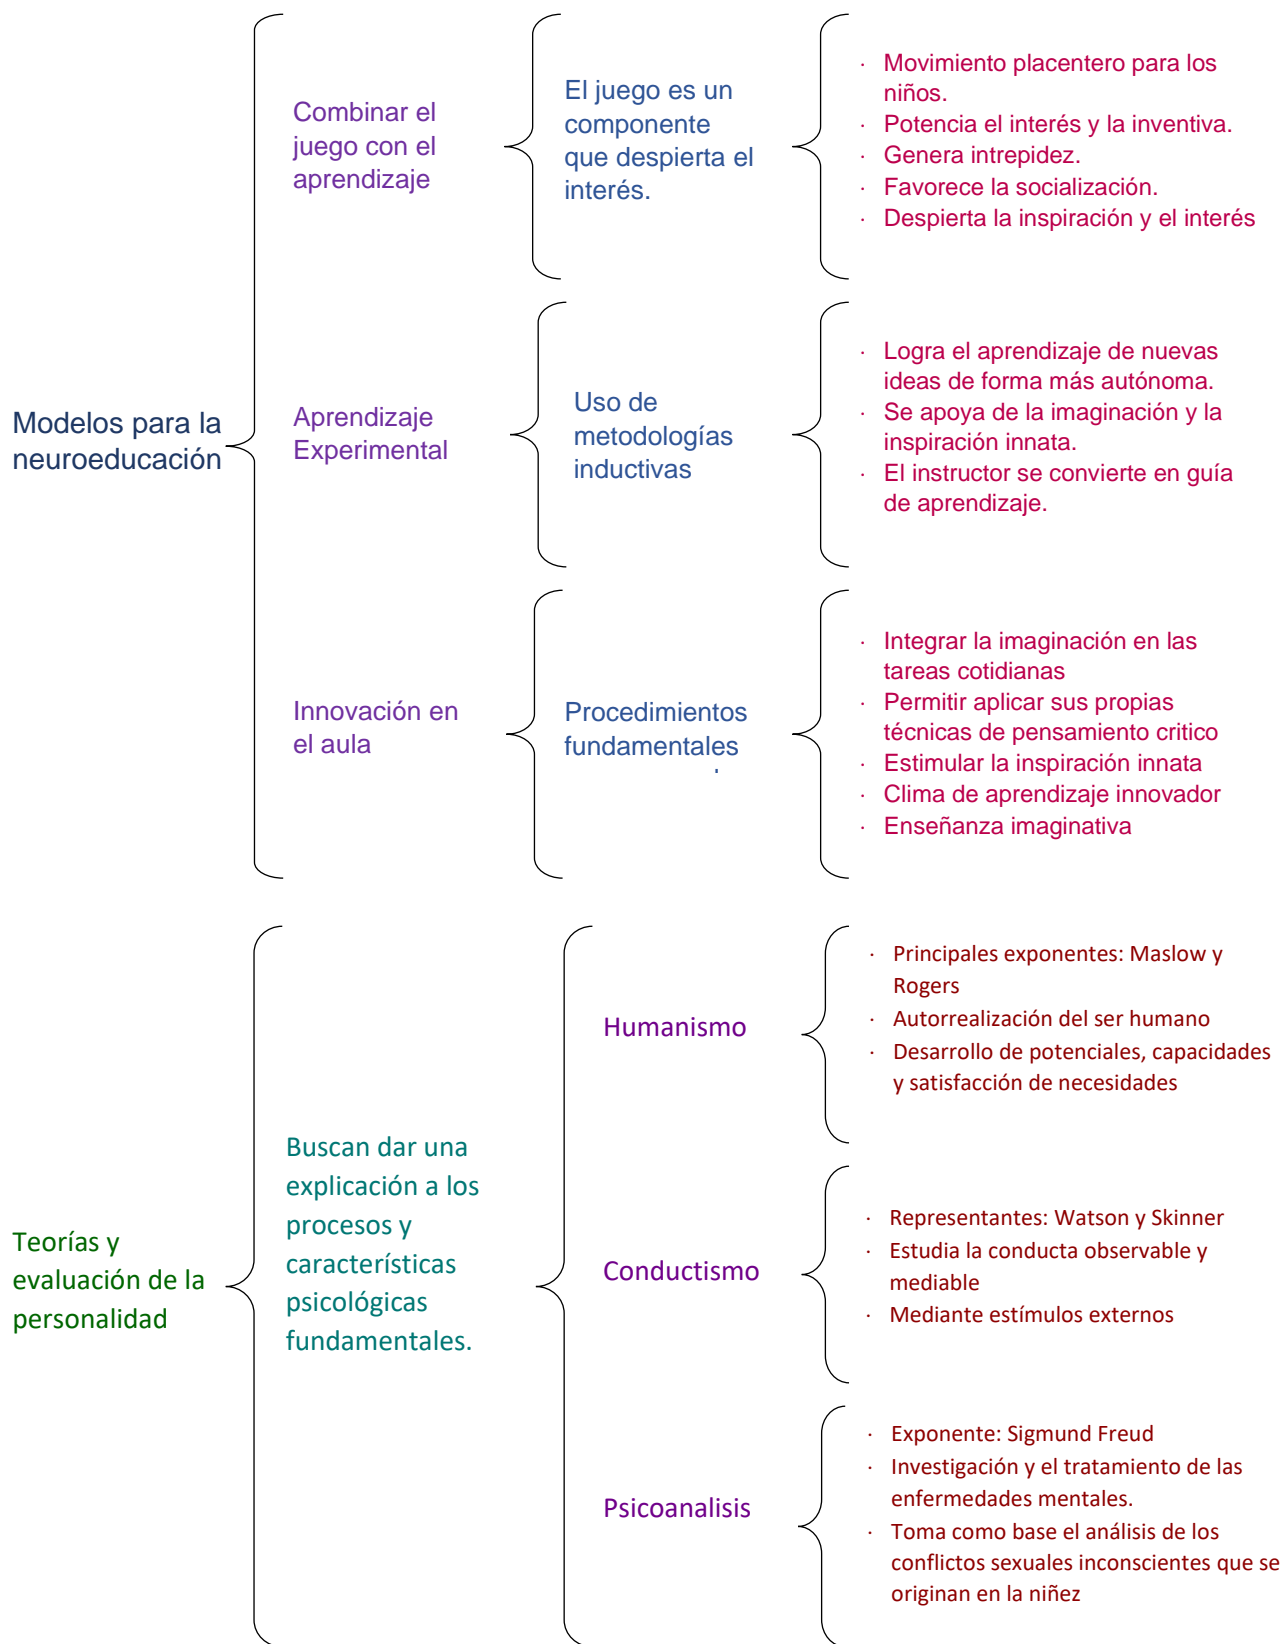 Modelos para la
neuroeducación
Combinar el
juego con el
aprendizaje
El juego es un
componente
que despierta el
interés.
· Movimiento placentero para los
niños.
· Potencia el interés y la inventiva.
· Genera intrepidez.
· Favorece la socialización.
· Despierta la inspiración y el interés
Aprendizaje
Experimental
Uso de
metodologías
inductivas
· Logra el aprendizaje de nuevas
ideas de forma más autónoma.
· Se apoya de la imaginación y la
inspiración innata.
· El instructor se convierte en guía
de aprendizaje.
Innovación en
el aula
Procedimientos
fundamentales
· Integrar la imaginación en las
tareas cotidianas
· Permitir aplicar sus propias
técnicas de pensamiento critico
· Estimular la inspiración innata
· Clima de aprendizaje innovador
· Enseñanza imaginativa
Teorías y
evaluación de la
personalidad
Buscan dar una
explicación a los
procesos y
características
psicológicas
fundamentales.
Humanismo
· Principales exponentes: Maslow y
Rogers
· Autorrealización del ser humano
· Desarrollo de potenciales, capacidades
y satisfacción de necesidades
Conductismo
· Representantes: Watson y Skinner
· Estudia la conducta observable y
mediable
· Mediante estímulos externos
Psicoanalisis
· Exponente: Sigmund Freud
· Investigación y el tratamiento de las
enfermedades mentales.
· Toma como base el análisis de los
conflictos sexuales inconscientes que se
originan en la niñez